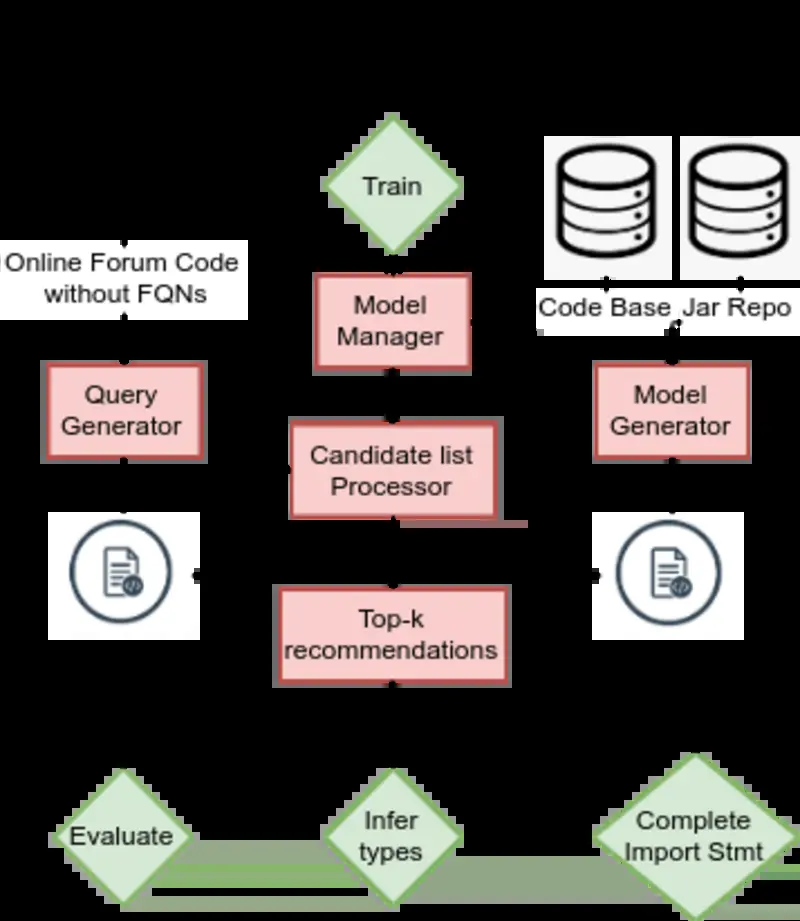 Train
Online Forum Code
without FQNs
Model
Manager
Code Base
Jar Repo
Query
Generator
Candidate list
Processor
Model
Generator
Top-k
recommendations
Evaluate
Infer
types
Complete
Import Stmt